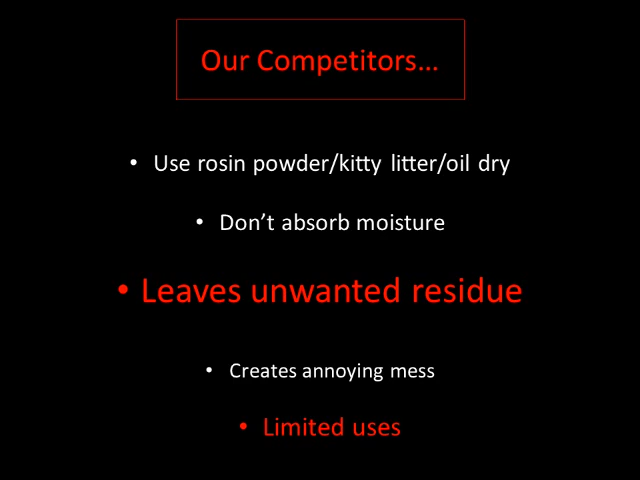 Our Competitors…
• Use rosin powder/kitty litter/oil dry
• Don’t absorb moisture
• Leaves unwanted residue
• Creates annoying mess
• Limited uses